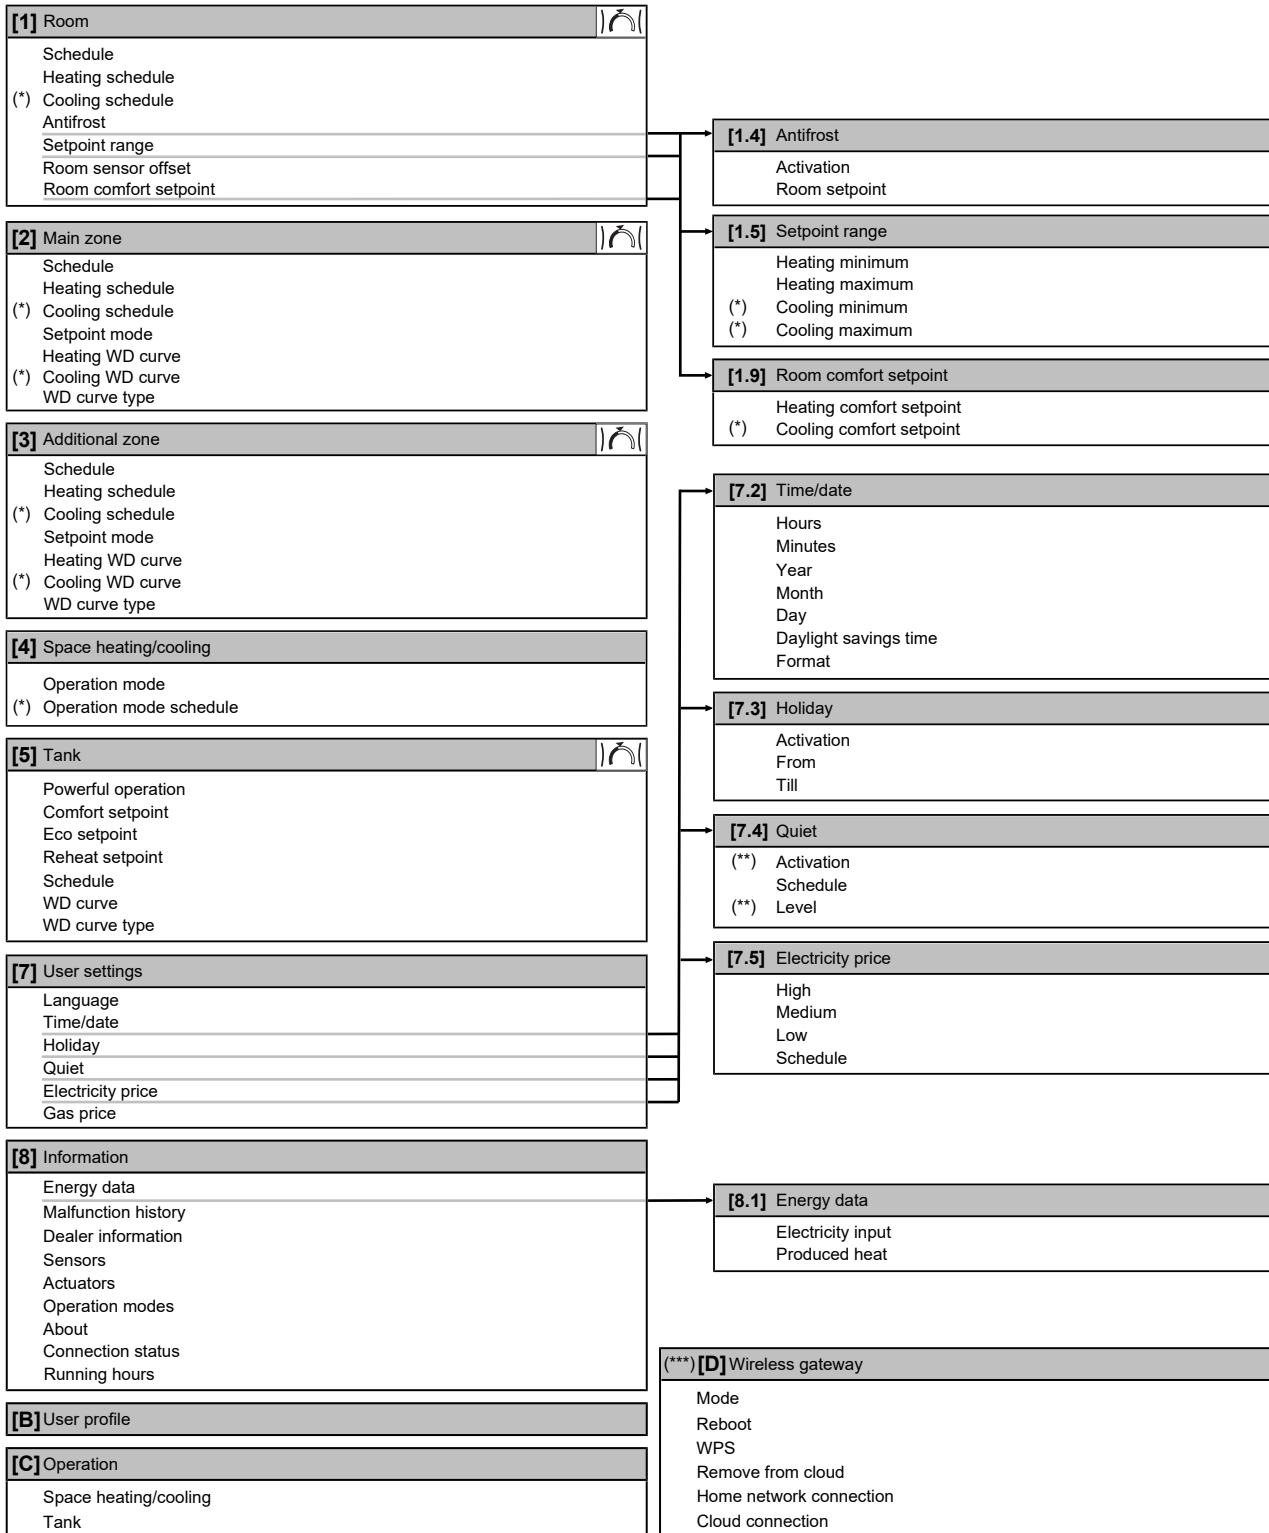 [1] Room
Schedule
Heating schedule
(*) Cooling schedule
Antifrost
Setpoint range
Room sensor offset
Room comfort setpoint
[2] Main zone
Schedule
Heating schedule
(*) Cooling schedule
Setpoint mode
Heating WD curve
(*) Cooling WD curve
WD curve type
[3] Additional zone
Schedule
Heating schedule
(*) Cooling schedule
Setpoint mode
Heating WD curve
(*) Cooling WD curve
WD curve type
[4] Space heating/cooling
Operation mode
(*) Operation mode schedule
[5] Tank
Powerful operation
Comfort setpoint
Eco setpoint
Reheat setpoint
Schedule
WD curve
WD curve type
[7] User settings
Language
Time/date
Holiday
Quiet
Electricity price
Gas price
[8] Information
Energy data
Malfunction history
Dealer information
Sensors
Actuators
Operation modes
About
Connection status
Running hours
[B] User profile
[C] Operation
Space heating/cooling
Tank
[1.4] Antifrost
Activation
Room setpoint
[1.5] Setpoint range
Heating minimum
Heating maximum
(*) Cooling minimum
(*) Cooling maximum
[1.9] Room comfort setpoint
Heating comfort setpoint
(*) Cooling comfort setpoint
[7.2] Time/date
Hours
Minutes
Year
Month
Day
Daylight savings time
Format
[7.3] Holiday
Activation
From
Till
[7.4] Quiet
(**) Activation
Schedule
(**) Level
[7.5] Electricity price
High
Medium
Low
Schedule
[8.1] Energy data
Electricity input
Produced heat
(***) [D] Wireless gateway
Mode
Reboot
WPS
Remove from cloud
Home network connection
Cloud connection